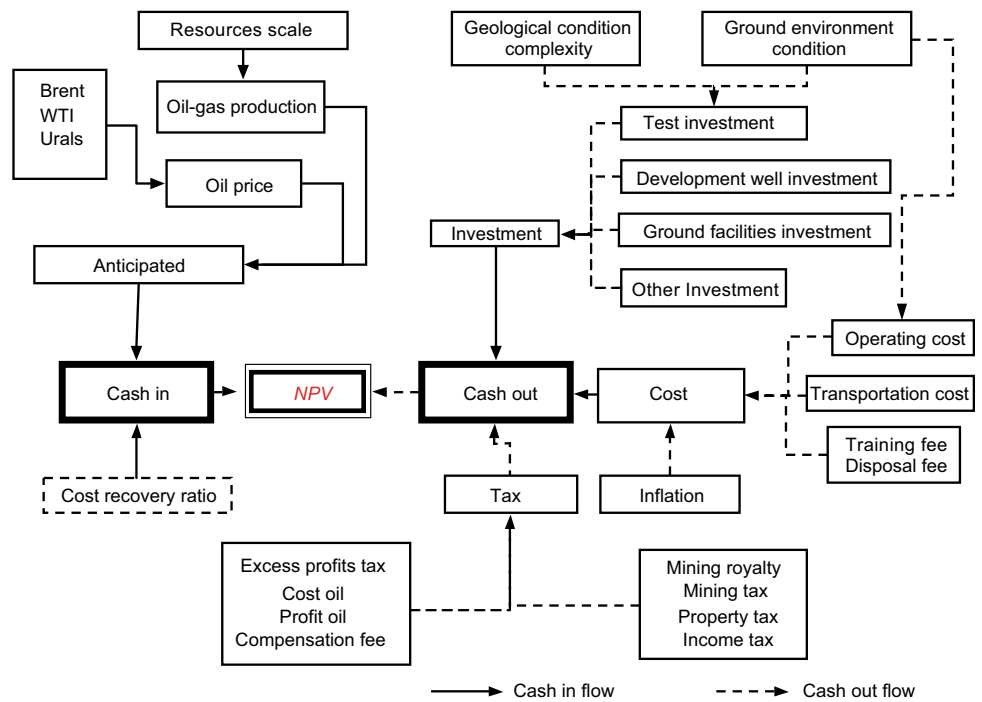 Resources scale
Geological condition
complexity
Ground environment
condition
Brent
WTI
Urals
Oil-gas production
Test investment
Oil price
Development well investment
Investment
Ground facilities investment
Anticipated
Other Investment
Operating cost
Cash in
NPV
Cash out
Cost
Transportation cost
Training fee
Disposal fee
Cost recovery ratio
Tax
Inflation
Excess profits tax
Cost oil
Profit oil
Compensation fee
Mining royalty
Mining tax
Property tax
Income tax
Cash in flow
Cash out flow